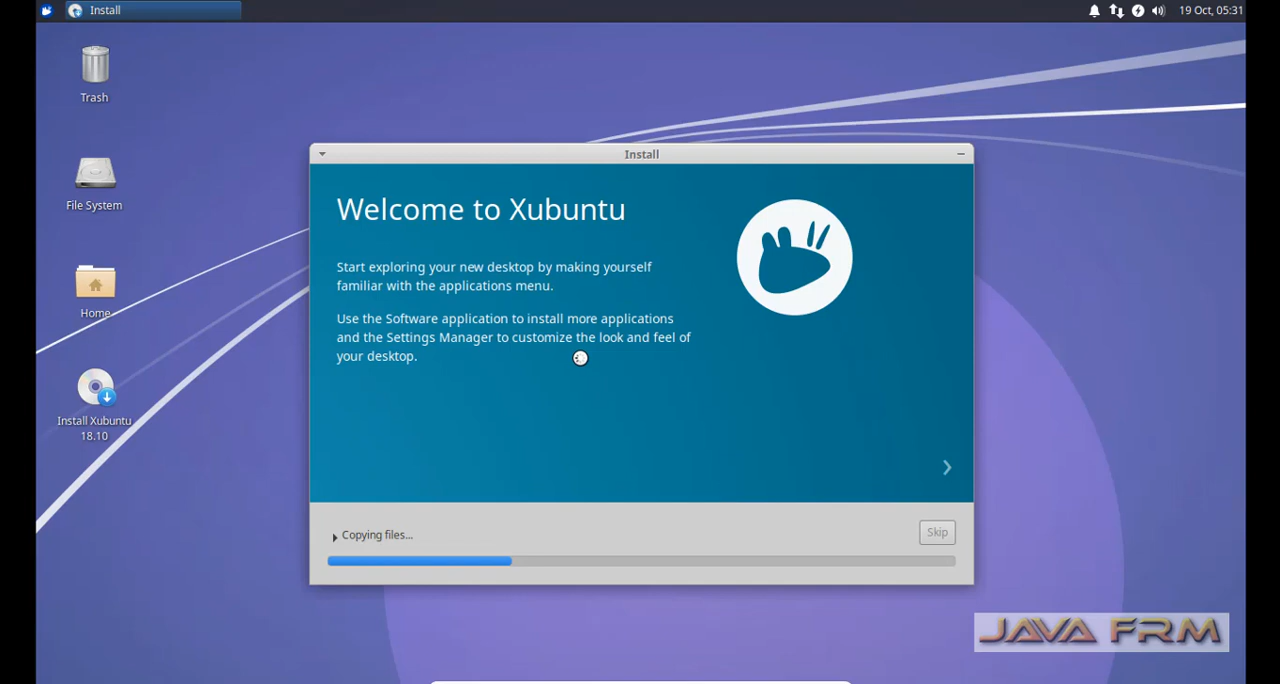 Install
19 Oct, 05:31
Trash
File System
Home
Install Xubuntu
18.10
Install
Welcome to Xubuntu
Start exploring your new desktop by making yourself
familiar with the applications menu.
Use the Software application to install more applications
and the Settings Manager to customize the look and feel of
your desktop.
Copying files...
Skip
JAVA FRM